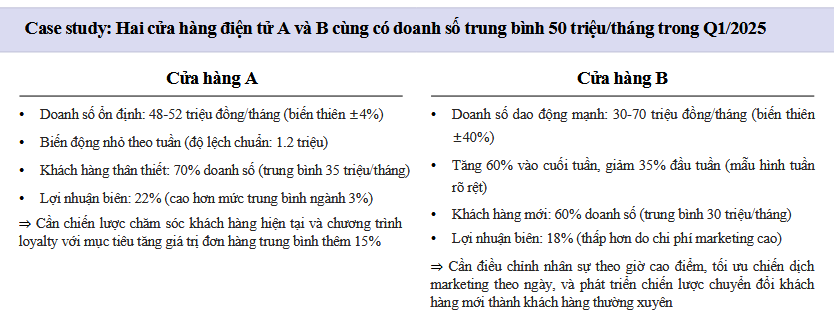 Case study: Hai cửa hàng điện tử A và B cùng có doanh số trung bình 50 triệu/tháng trong Q1/2025
Cửa hàng A
• Doanh số ổn định: 48-52 triệu đồng/tháng (biến thiên ±4%)
• Biến động nhỏ theo tuần (độ lệch chuẩn: 1.2 triệu)
• Khách hàng thân thiết: 70% doanh số (trung bình 35 triệu/tháng)
• Lợi nhuận biên: 22% (cao hơn mức trung bình ngành 3%)
⇒ Cần chiến lược chăm sóc khách hàng hiện tại và chương trình
loyalty với mục tiêu tăng giá trị đơn hàng trung bình thêm 15%
Cửa hàng B
• Doanh số dao động mạnh: 30-70 triệu đồng/tháng (biến thiên
±40%)
• Tăng 60% vào cuối tuần, giảm 35% đầu tuần (mẫu hình tuần
rõ rệt)
• Khách hàng mới: 60% doanh số (trung bình 30 triệu/tháng)
• Lợi nhuận biên: 18% (thấp hơn do chi phí marketing cao)
⇒ Cần điều chỉnh nhân sự theo giờ cao điểm, tối ưu chiến dịch
marketing theo ngày, và phát triển chiến lược chuyển đổi khách
hàng mới thành khách hàng thường xuyên